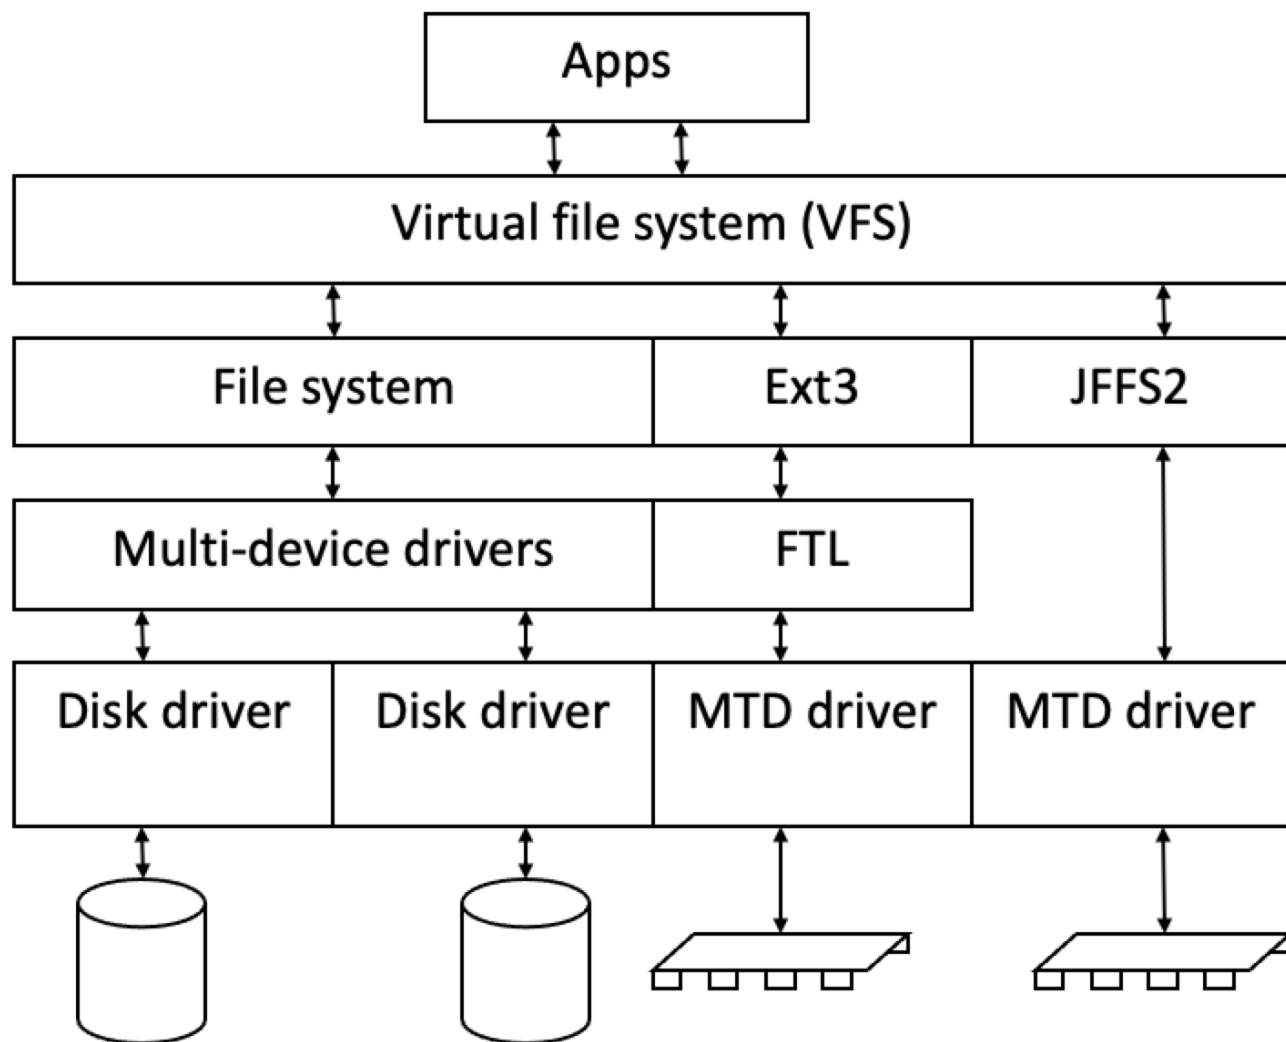 Apps
Virtual file system (VFS)
File system
Ext3
JFFS2
Multi-device drivers
FTL
Disk driver
Disk driver
MTD driver
MTD driver